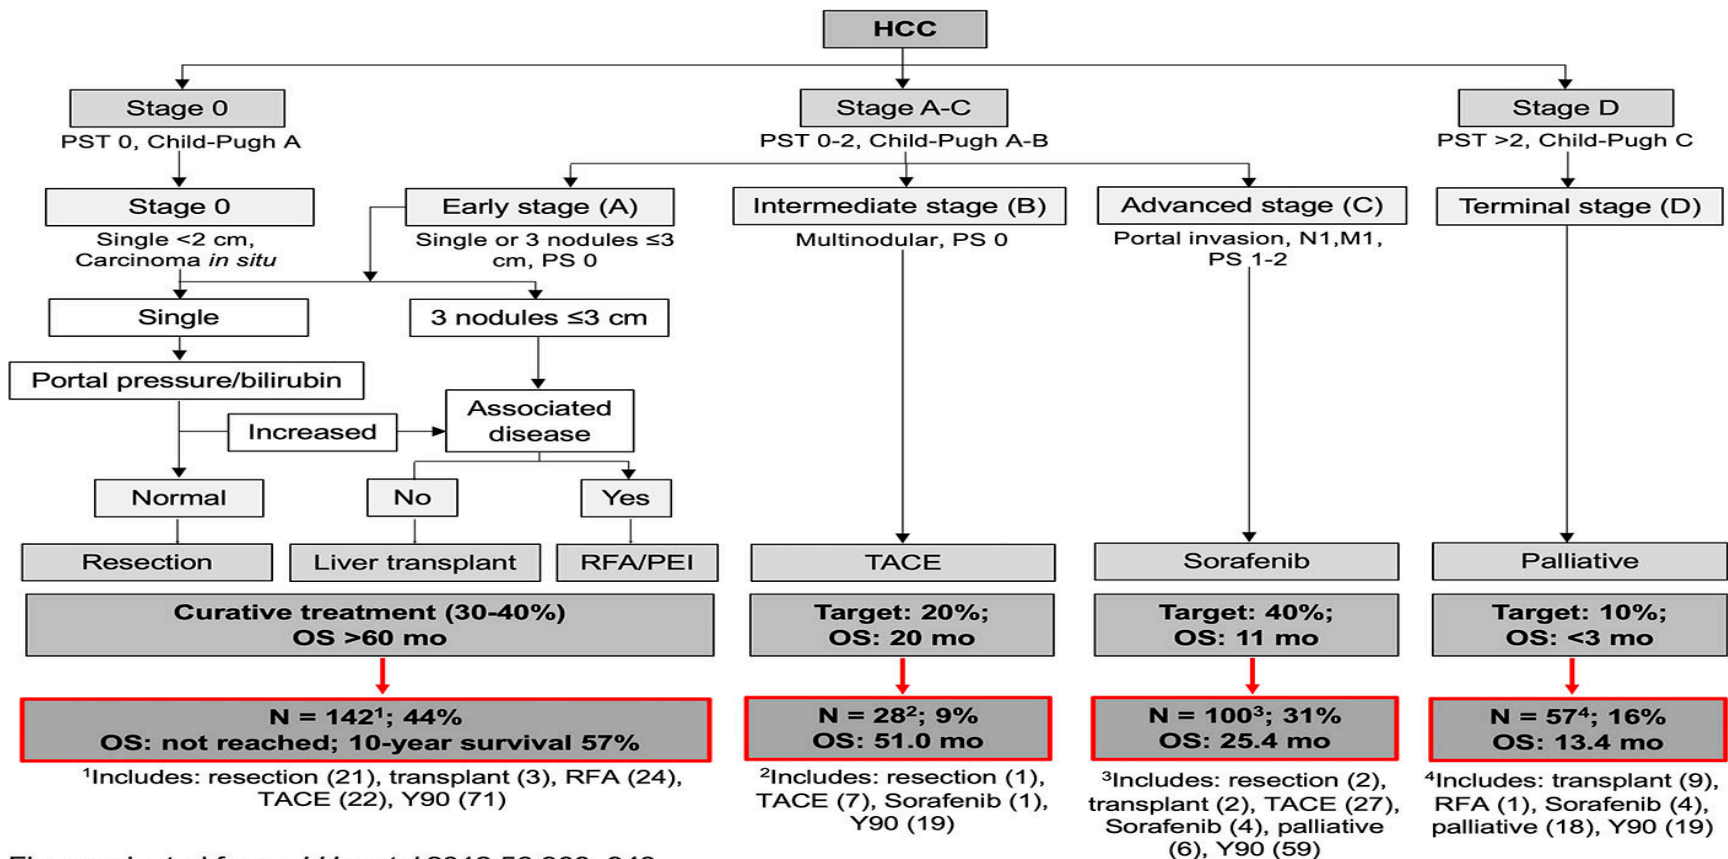 HCC
Stage 0
PST 0, Child-Pugh A
Stage A-C
PST 0-2, Child-Pugh A-B
Stage D
PST >2, Child-Pugh C
Stage 0
Single <2 cm,
Carcinoma in situ
Early stage (A)
Single or 3 nodules ≤3
cm, PS 0
Intermediate stage (B)
Multinodular, PS 0
Advanced stage (C)
Portal invasion, N1,M1,
PS 1-2
Terminal stage (D)
Single
3 nodules ≤3 cm
Portal pressure/bilirubin
Increased
Associated
disease
Normal
No
Yes
Resection
Liver transplant
RFA/PEI
TACE
Sorafenib
Palliative
Curative treatment (30-40%)
OS >60 mo
Target: 20%;
OS: 20 mo
Target: 40%;
OS: 11 mo
Target: 10%;
OS: <3 mo
N = 142¹; 44%
OS: not reached; 10-year survival 57%
N = 28²; 9%
OS: 51.0 mo
N = 100³; 31%
OS: 25.4 mo
N = 57⁴; 16%
OS: 13.4 mo
¹Includes: resection (21), transplant (3), RFA (24),
TACE (22), Y90 (71)
²Includes: resection (1),
TACE (7), Sorafenib (1),
Y90 (19)
³Includes: resection (2),
transplant (2), TACE (27),
Sorafenib (4), palliative
(6), Y90 (59)
⁴Includes: transplant (9),
RFA (1), Sorafenib (4),
palliative (18), Y90 (19)